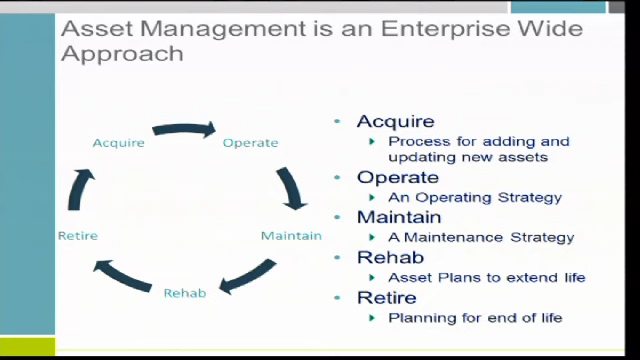 Asset Management is an Enterprise Wide
Approach
Acquire
Operate
Maintain
Rehab
Retire
• Acquire
Process for adding and
updating new assets
• Operate
An Operating Strategy
• Maintain
A Maintenance Strategy
• Rehab
Asset Plans to extend life
• Retire
Planning for end of life